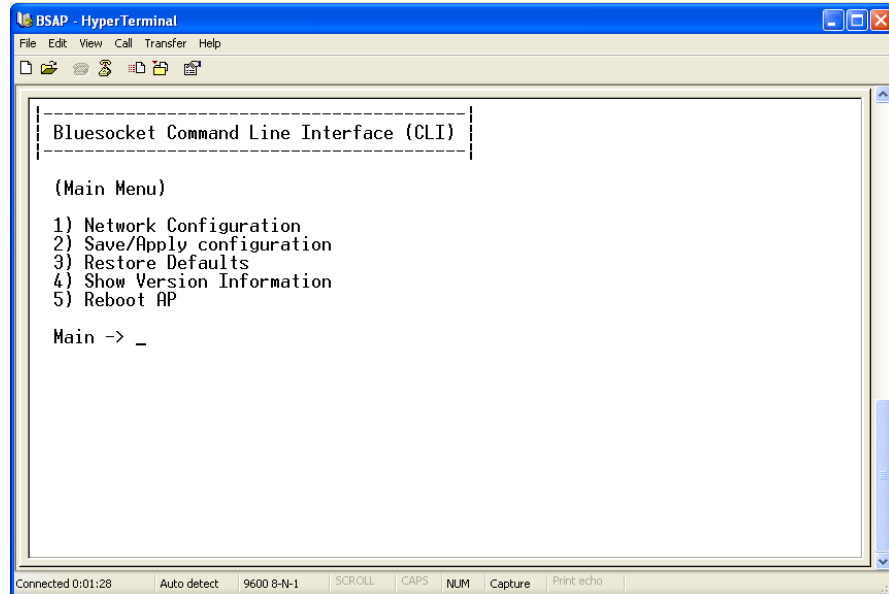 BSAP - HyperTerminal
File Edit View Call Transfer Help
Bluesocket Command Line Interface (CLI)
(Main Menu)
1) Network Configuration
2) Save/Apply configuration
3) Restore Defaults
4) Show Version Information
5) Reboot AP
Main -> _
Connected 0:01:28 Auto detect 9600 8-N-1 SCROLL CAPS NUM Capture Print echo